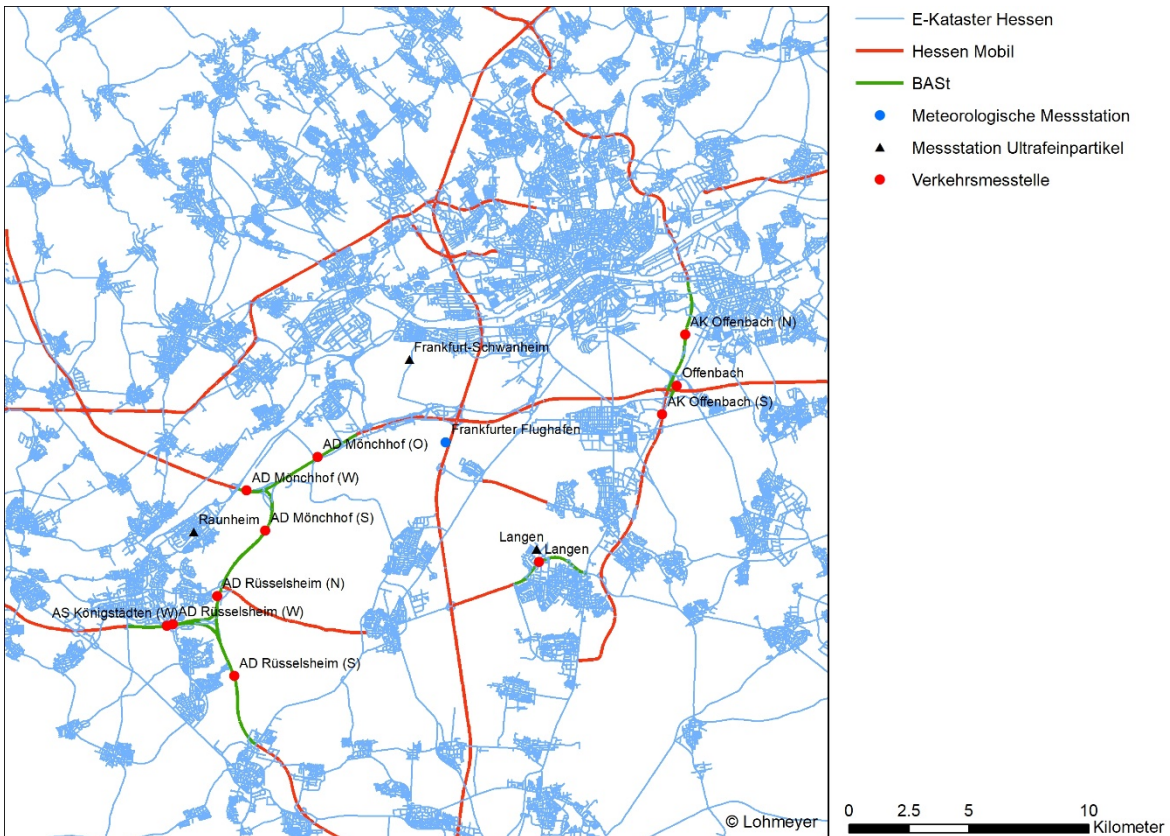 E-Kataster Hessen
Hessen Mobil
BASt
Meteorologische Messstation
Messstation Ultrafeinpartikel
Verkehrsmesstelle
AK Offenbach (N)
Frankfurt-Schwanheim
Offenbach
AK Offenbach (S)
Frankfurter Flughafen
AD Mönchhof (O)
AD Mönchhof (W)
Raunheim
AD Mönchhof (S)
Langen
Langen
AD Rüsselsheim (N)
AS Königstädten (W)
AD Rüsselsheim (W)
AD Rüsselsheim (S)
© Lohmeyer
0 2.5 5 10
Kilometer